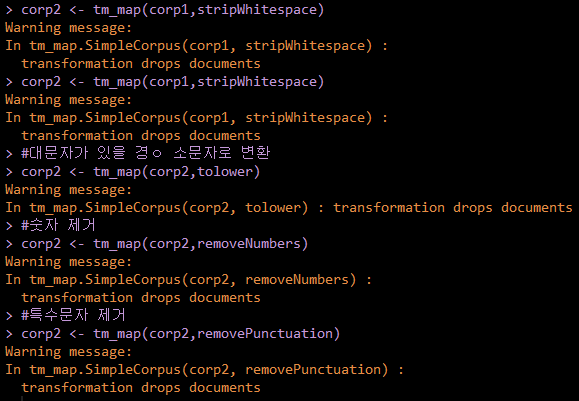 > corp2 <- tm_map(corp1,stripWhitespace)
Warning message:
In tm_map.SimpleCorpus(corp1, stripWhitespace) :
  transformation drops documents
> corp2 <- tm_map(corp1,stripWhitespace)
Warning message:
In tm_map.SimpleCorpus(corp1, stripWhitespace) :
  transformation drops documents
> #대문자가 있을 경ㅇ 소문자로 변환
> corp2 <- tm_map(corp2,tolower)
Warning message:
In tm_map.SimpleCorpus(corp2, tolower) : transformation drops documents
> #숫자 제거
> corp2 <- tm_map(corp2,removeNumbers)
Warning message:
In tm_map.SimpleCorpus(corp2, removeNumbers) :
  transformation drops documents
> #특수문자 제거
> corp2 <- tm_map(corp2,removePunctuation)
Warning message:
In tm_map.SimpleCorpus(corp2, removePunctuation) :
  transformation drops documents